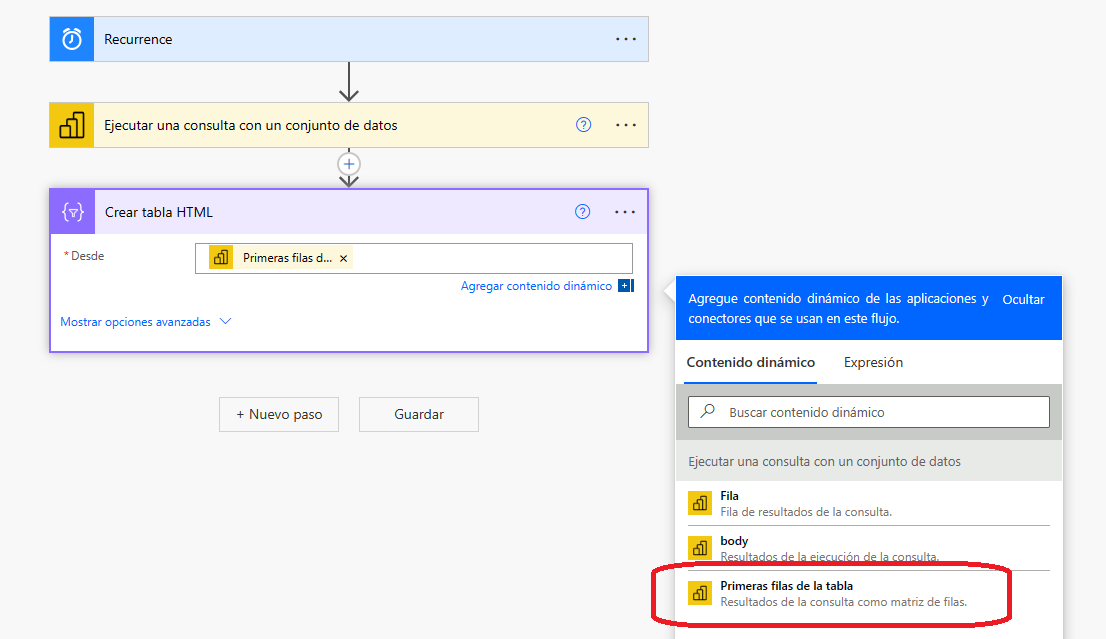 Recurrence
Ejecutar una consulta con un conjunto de datos
Crear tabla HTML
* Desde
Primeras filas d...
Agregar contenido dinámico
Mostrar opciones avanzadas
+ Nuevo paso
Guardar
Agregue contenido dinámico de las aplicaciones y
conectores que se usan en este flujo.
Ocultar
Contenido dinámico
Expresión
Buscar contenido dinámico
Ejecutar una consulta con un conjunto de datos
Fila
Fila de resultados de la consulta.
body
Resultados de la ejecución de la consulta.
Primeras filas de la tabla
Resultados de la consulta como matriz de filas.